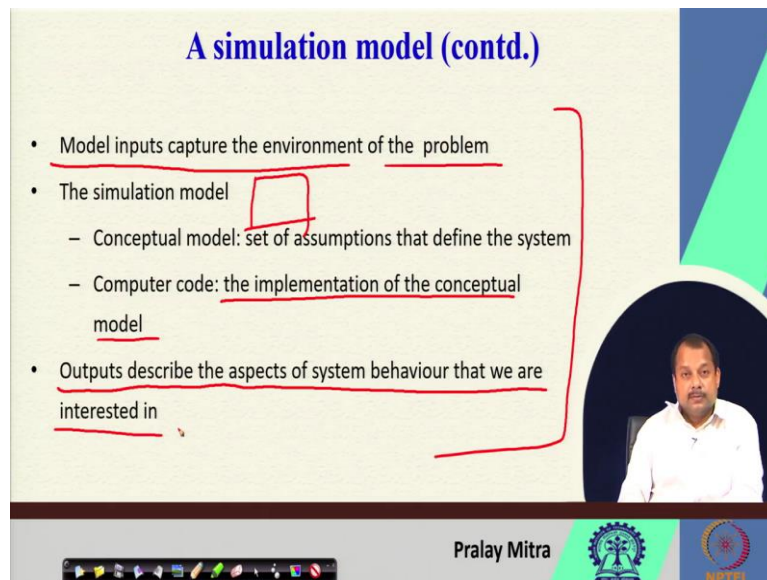 A simulation model (contd.)
• Model inputs capture the environment of the problem
• The simulation model
– Conceptual model: set of assumptions that define the system
– Computer code: the implementation of the conceptual
model
• Outputs describe the aspects of system behaviour that we are
interested in
Pralay Mitra
NPTEL